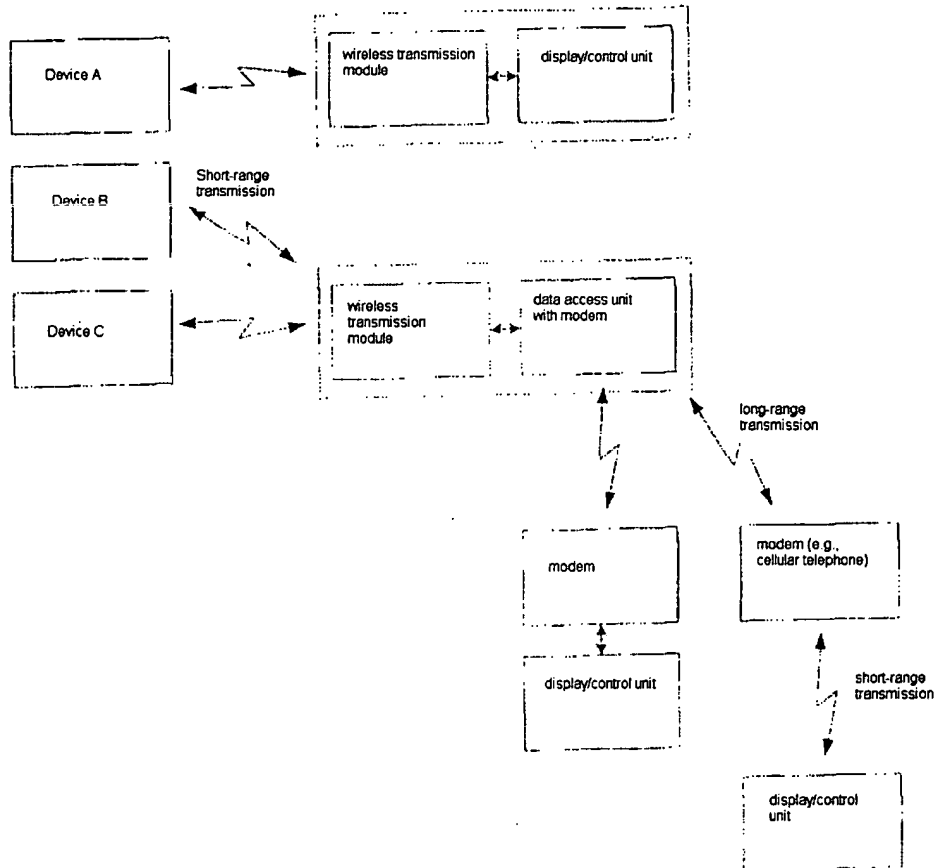 Device A
wireless transmission
module
display/control unit
Device B
Short-range
transmission
Device C
wireless
transmission
module
data access unit
with modem
long-range
transmission
modem
modem (e.g.,
cellular telephone)
display/control unit
short-range
transmission
display/control
unit